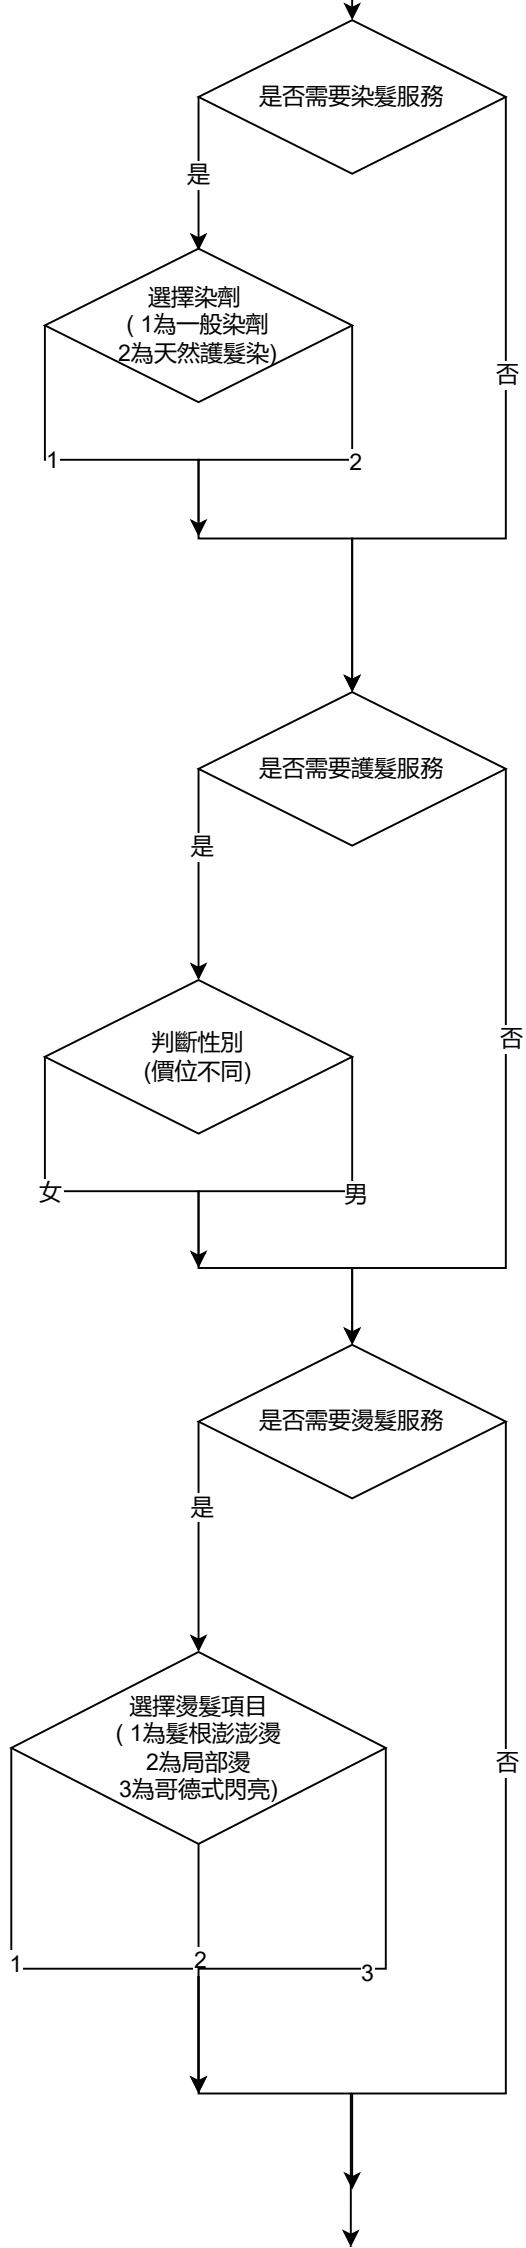 是否需要染髮服務
是
選擇染劑
( 1為一般染劑
2為天然護髮染)
否
1
2
是否需要護髮服務
是
否
判斷性別
(價位不同)
女
男
是否需要燙髮服務
是
選擇燙髮項目
( 1為髮根澎澎燙
2為局部燙
3為哥德式閃亮)
否
1
2
3